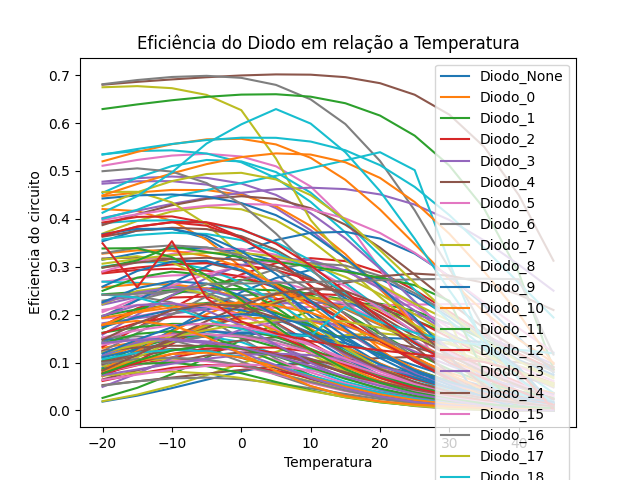 Eficiência do Diodo em relação a Temperatura
0.7
0.6
0.5
0.4
0.3
0.2
0.1
0.0
Eficiencia do circuito
−20
−10
0
10
20
30
40
Temperatura
Diodo_None
Diodo_0
Diodo_1
Diodo_2
Diodo_3
Diodo_4
Diodo_5
Diodo_6
Diodo_7
Diodo_8
Diodo_9
Diodo_10
Diodo_11
Diodo_12
Diodo_13
Diodo_14
Diodo_15
Diodo_16
Diodo_17
Diodo_18